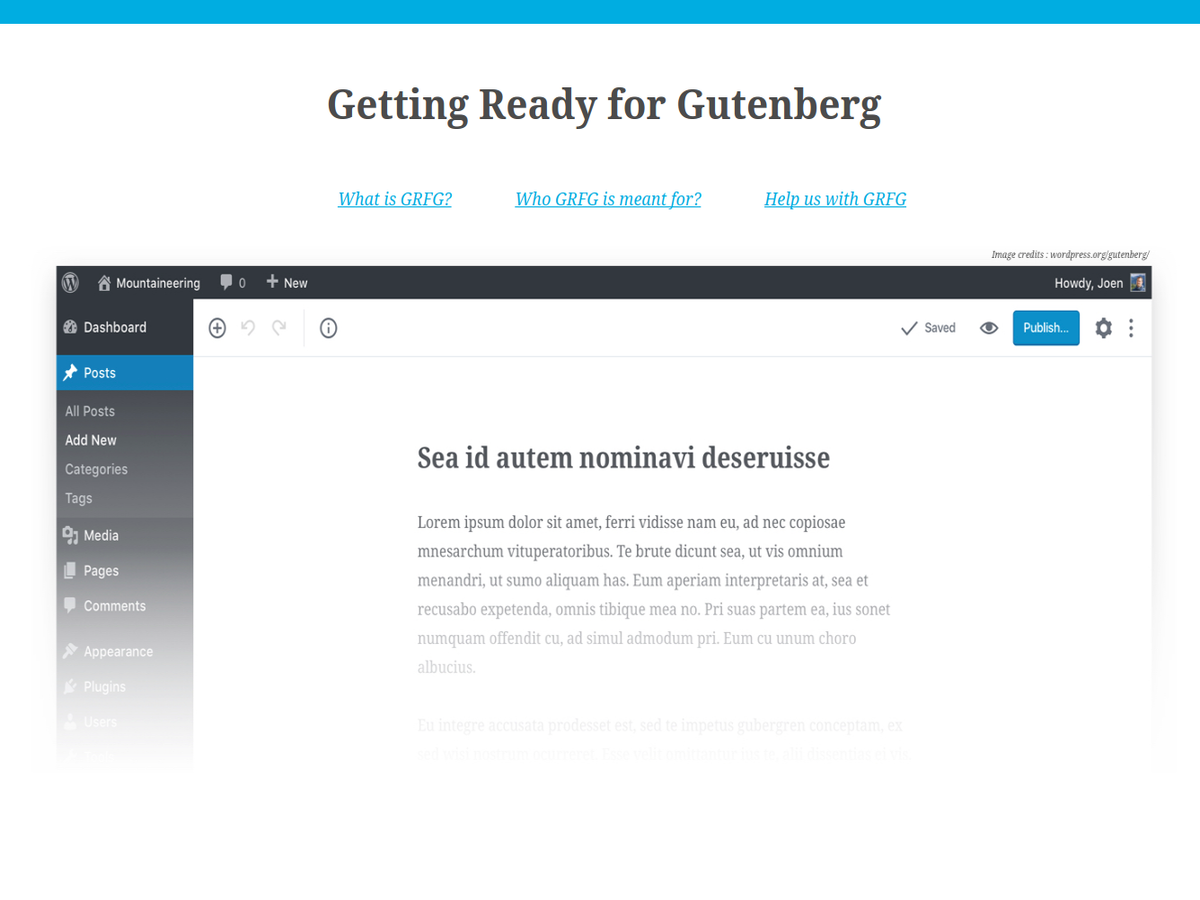 Getting Ready for Gutenberg
What is GRFG? Who GRFG is meant for? Help us with GRFG
Image credits : wordpress.org/gutenberg/
Mountaineering 0 New Howdy, Joen
Dashboard
Saved Publish...
Posts
All Posts
Add New
Categories
Tags
Media
Pages
Comments
Appearance
Plugins
Users
Sea id autem nominavi deseruisse
Lorem ipsum dolor sit amet, ferri vidisse nam eu, ad nec copiosae
mnesarchum vituperatoribus. Te brute dicunt sea, ut vis omnium
menandri, ut sumo aliquam has. Eum aperiam interpretaris at, sea et
recusabo expetenda, omnis tibique mea no. Pri suas partem ea, ius sonet
numquam offendit cu, ad simul admodum pri. Eum cu unum choro
albucius.
Eu integre accusata prodesset est, sed te impetus gubergren conceptam, ex